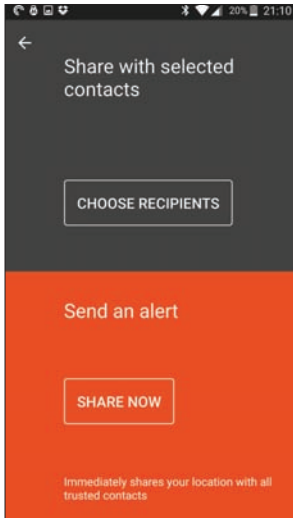 20% 21:10
Share with selected
contacts
CHOOSE RECIPIENTS
Send an alert
SHARE NOW
Immediately shares your location with all
trusted contacts